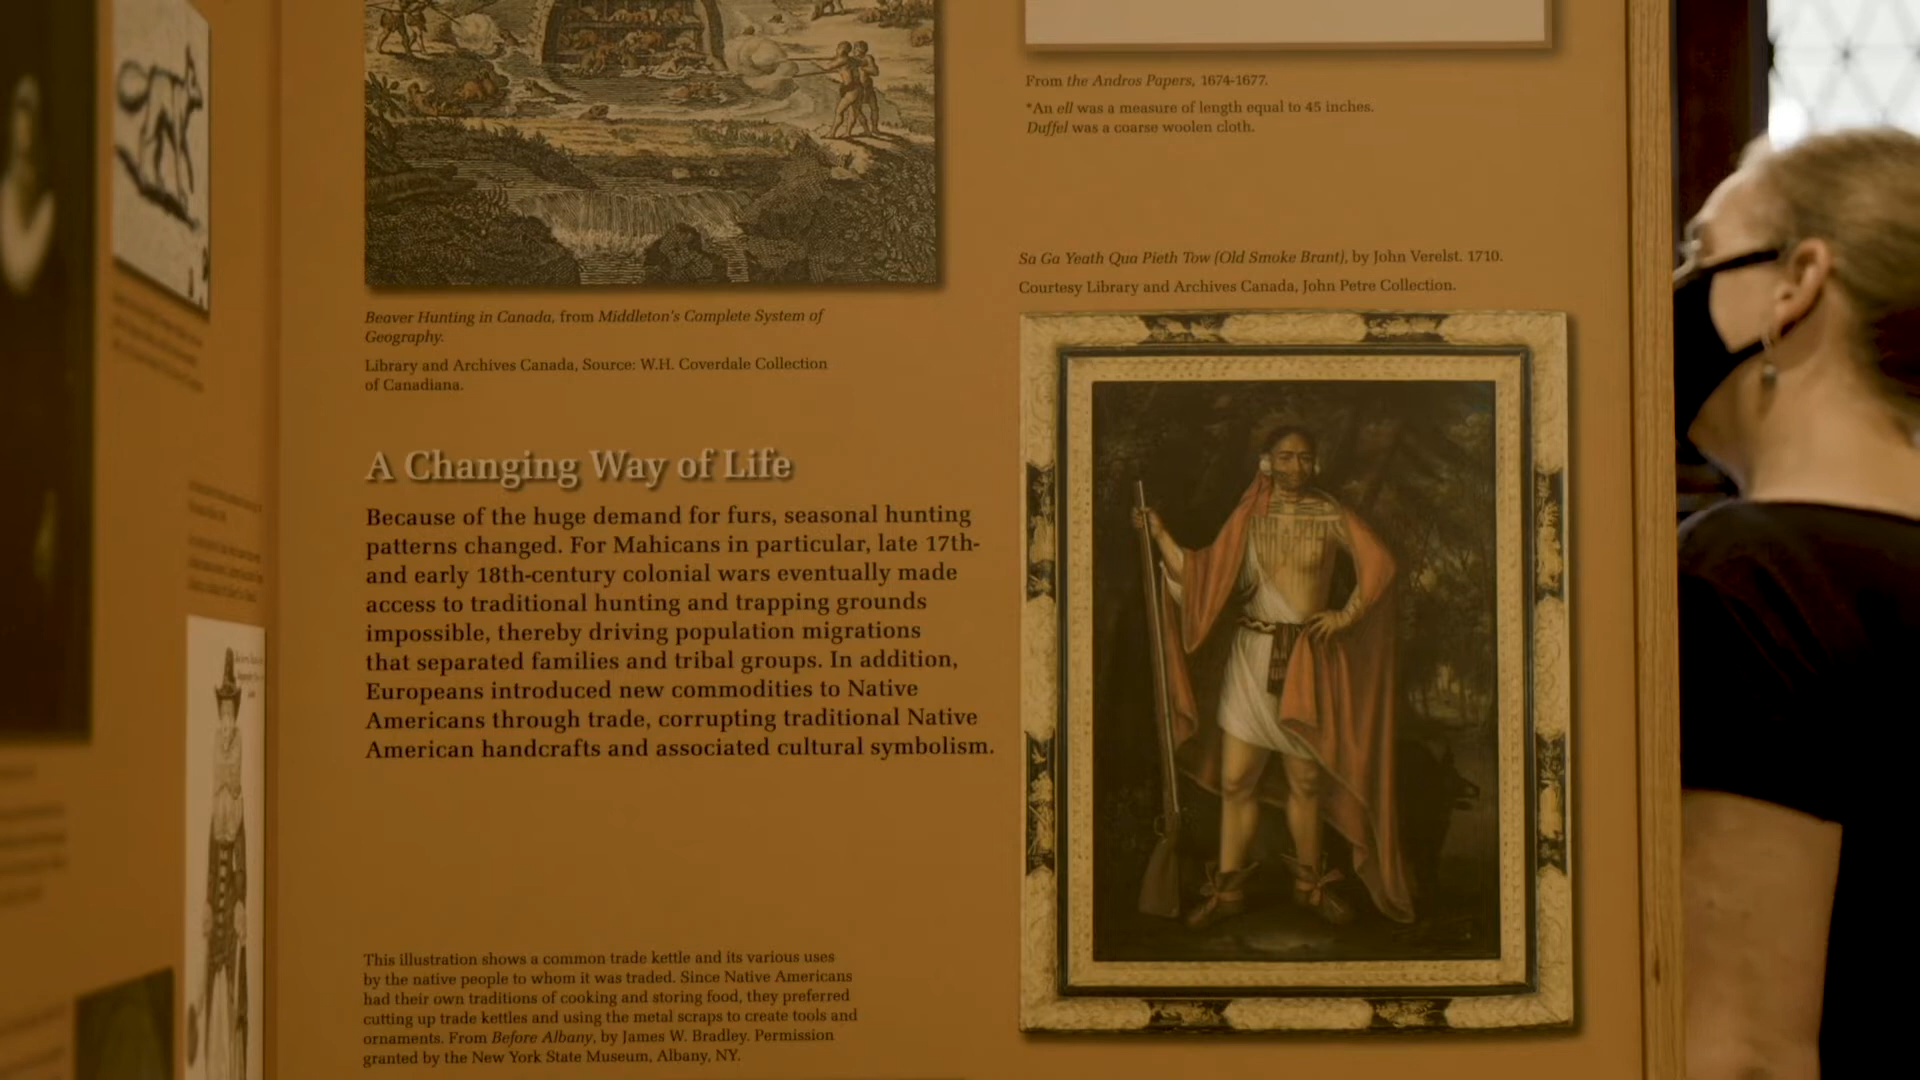 From the Andros Papers, 1674-1677.
*An ell was a measure of length equal to 45 inches.
Duffel was a coarse woolen cloth.
Sa Ga Yeath Qua Pieth Tow (Old Smoke Brant), by John Verelst. 1710.
Courtesy Library and Archives Canada, John Petre Collection.
Beaver Hunting in Canada, from Middleton's Complete System of
Geography.
Library and Archives Canada, Source: W.H. Coverdale Collection
of Canadiana.
A Changing Way of Life
Because of the huge demand for furs, seasonal hunting
patterns changed. For Mahicans in particular, late 17th-
and early 18th-century colonial wars eventually made
access to traditional hunting and trapping grounds
impossible, thereby driving population migrations
that separated families and tribal groups. In addition,
Europeans introduced new commodities to Native
Americans through trade, corrupting traditional Native
American handcrafts and associated cultural symbolism.
This illustration shows a common trade kettle and its various uses
by the native people to whom it was traded. Since Native Americans
had their own traditions of cooking and storing food, they preferred
cutting up trade kettles and using the metal scraps to create tools and
ornaments. From Before Albany, by James W. Bradley. Permission
granted by the New York State Museum, Albany, NY.